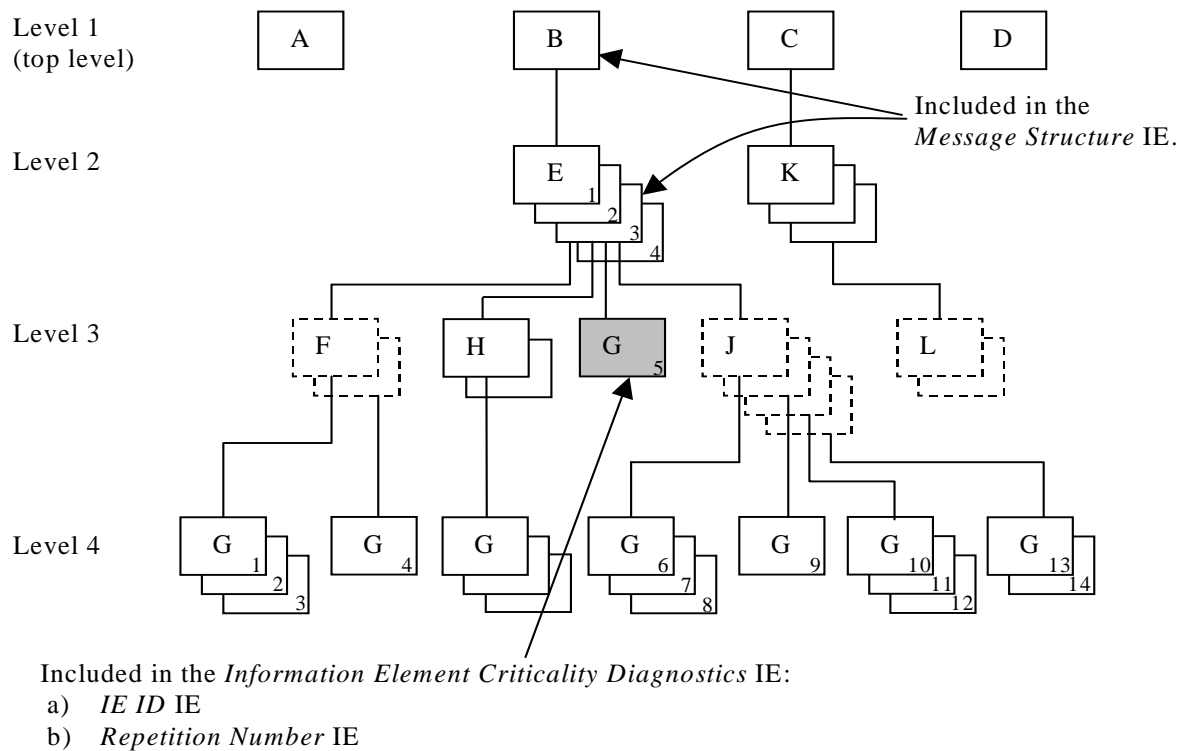 Level 1
(top level)
A
B
C
D
Included in the
Message Structure IE.
Level 2
E
1
2
3
4
K
Level 3
F
H
G
5
J
L
Level 4
G
1
2
3
G
4
G
G
6
7
8
G
9
G
10
11
12
G
13
14
Included in the Information Element Criticality Diagnostics IE:
a) IE ID IE
b) Repetition Number IE